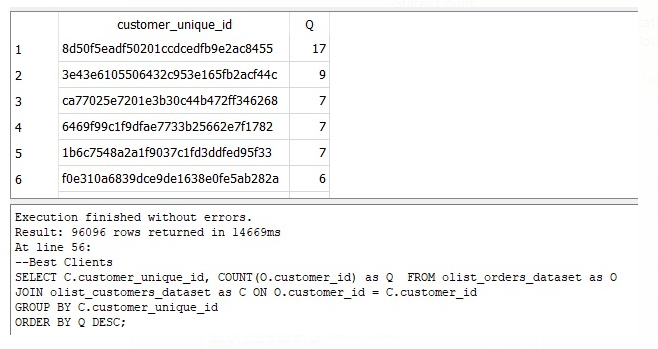 customer_unique_id Q
1 8d50f5eadf50201ccdcedfb9e2ac8455 17
2 3e43e6105506432c953e165fb2acf44c 9
3 ca77025e7201e3b30c44b472ff346268 7
4 6469f99c1f9dfae7733b25662e7f1782 7
5 1b6c7548a2a1f9037c1fd3ddfed95f33 7
6 f0e310a6839dce9de1638e0fe5ab282a 6
Execution finished without errors.
Result: 96096 rows returned in 14669ms
At line 56:
--Best Clients
SELECT C.customer_unique_id, COUNT(O.customer_id) as Q  FROM olist_orders_dataset as O
JOIN olist_customers_dataset as C ON O.customer_id = C.customer_id
GROUP BY C.customer_unique_id
ORDER BY Q DESC;